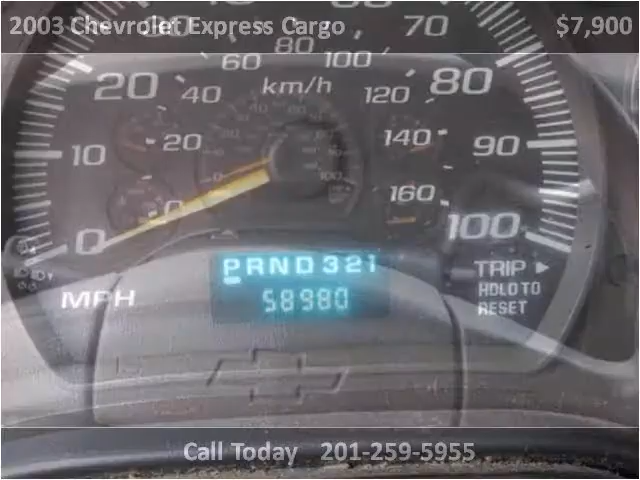 2003 Chevrolet Express Cargo $7,900
80 70
60 100
km/h
20 40 120 80
10 20 140 90
0 0 160 100
PRND321
58980
MPH
TRIP ►
HOLD TO
RESET
Call Today 201-259-5955